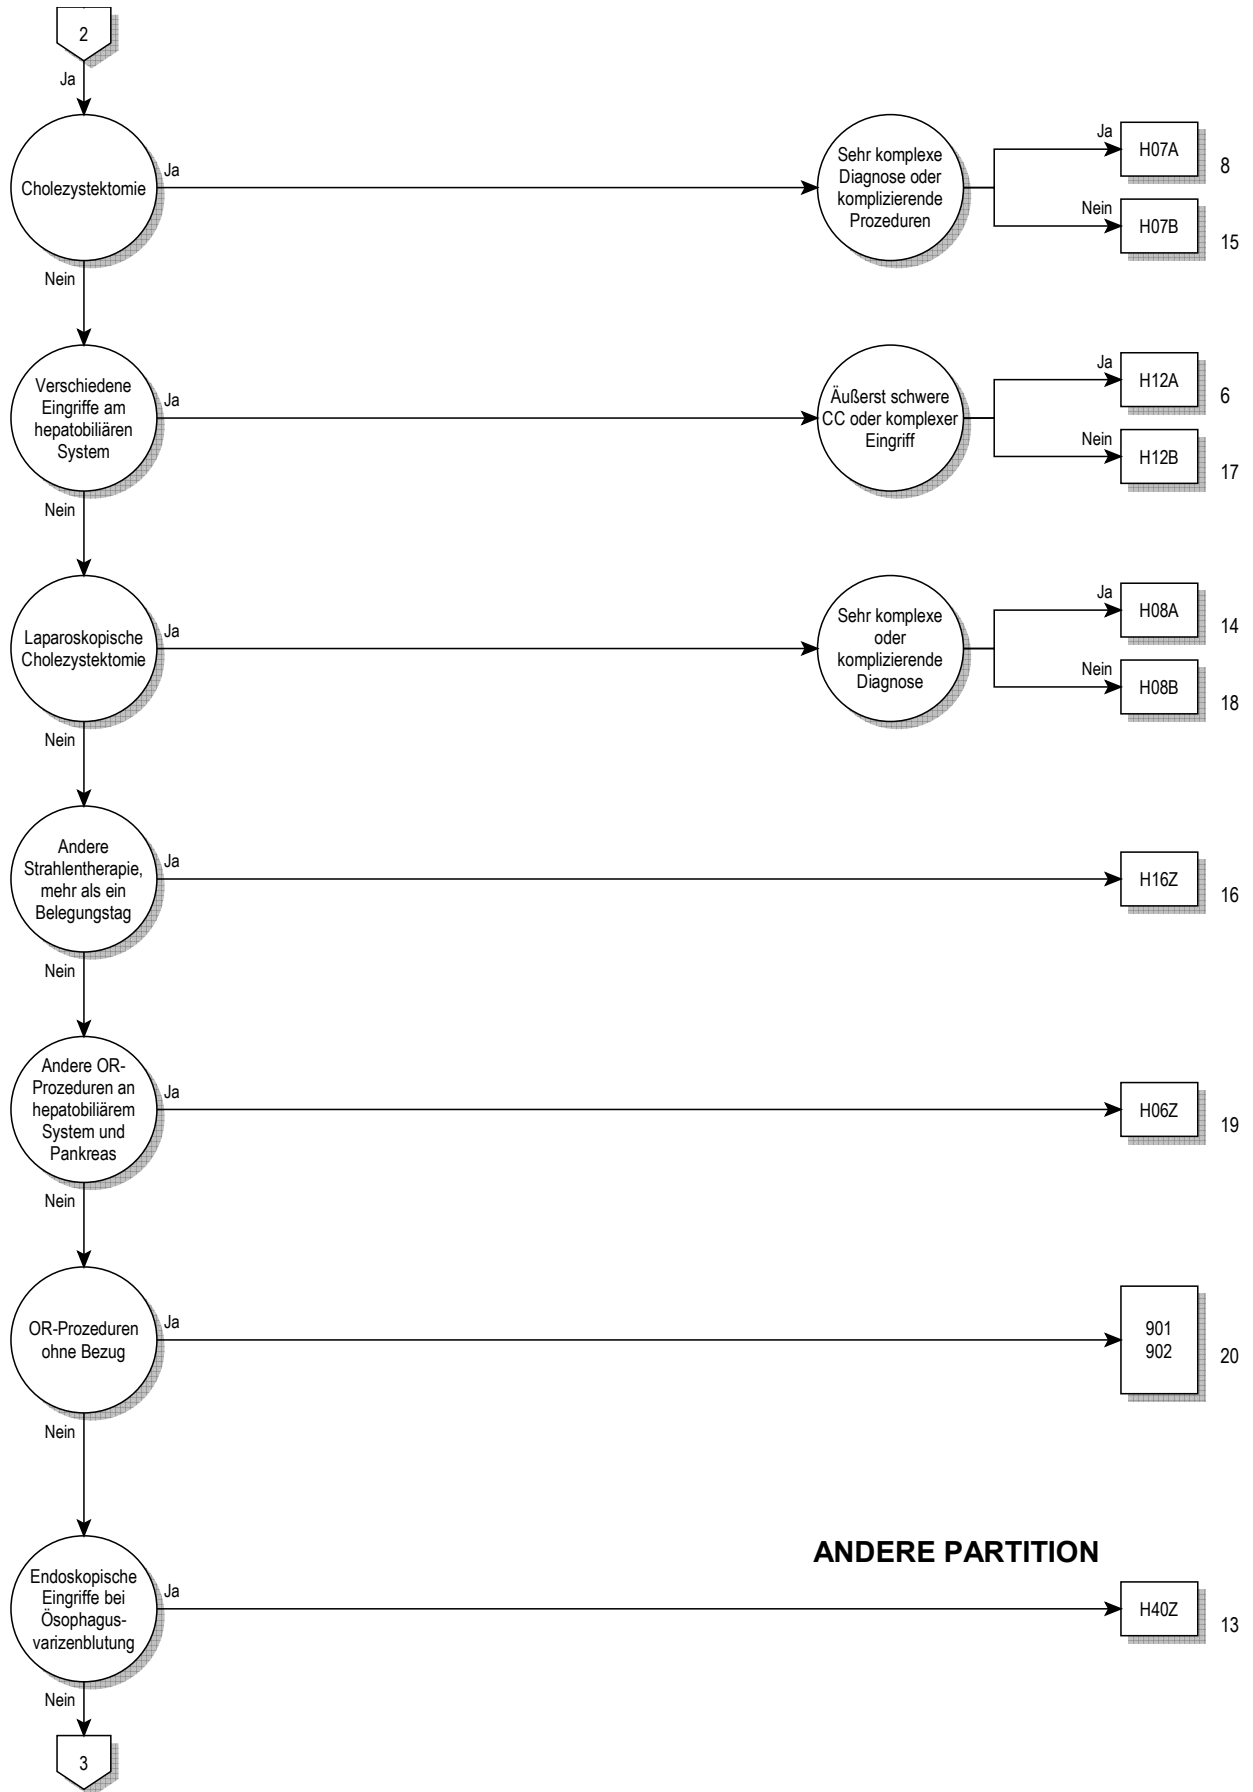 2
Ja
Cholezystektomie
Ja
Sehr komplexe
Diagnose oder
komplizierende
Prozeduren
Ja
H07A
8
Nein
H07B
15
Nein
Verschiedene
Eingriffe am
hepatobiliären
System
Ja
Äußerst schwere
CC oder komplexer
Eingriff
Ja
H12A
6
Nein
H12B
17
Nein
Laparoskopische
Cholezystektomie
Ja
Sehr komplexe
oder
komplizierende
Diagnose
Ja
H08A
14
Nein
H08B
18
Nein
Andere
Strahlentherapie,
mehr als ein
Belegungstag
Ja
H16Z
16
Nein
Andere OR-
Prozeduren an
hepatobiliärem
System und
Pankreas
Ja
H06Z
19
Nein
OR-Prozeduren
ohne Bezug
Ja
901
902
20
Nein
ANDERE PARTITION
Endoskopische
Eingriffe bei
Ösophagus-
varizenblutung
Ja
H40Z
13
Nein
3